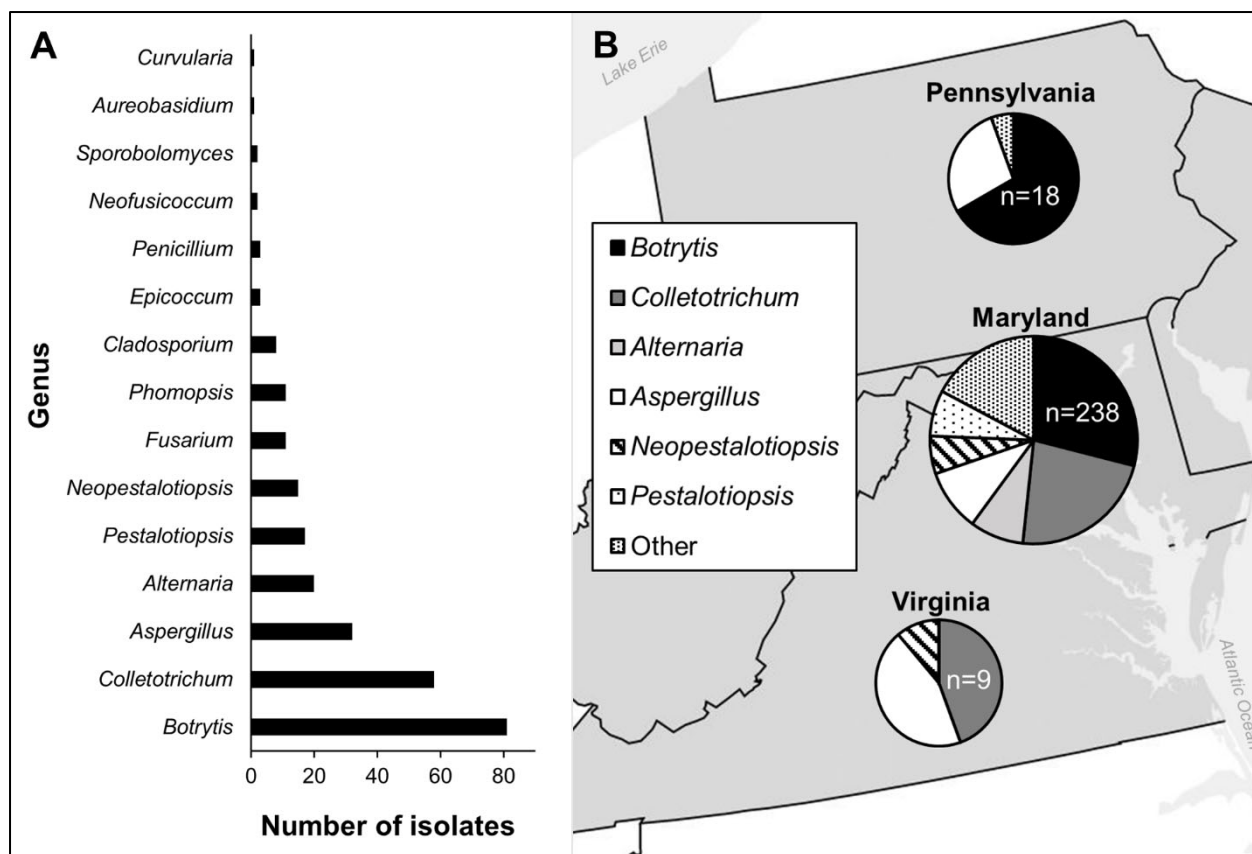 A
Curvularia
Aureobasidium
Sporobolomyces
Neofusicoccum
Penicillium
Epicoccum
Cladosporium
Phomopsis
Fusarium
Neopestalotiopsis
Pestalotiopsis
Alternaria
Aspergillus
Colletotrichum
Botrytis
Genus
0 20 40 60 80
Number of isolates
B
Lake Erie
Pennsylvania
n=18
Botrytis
Colletotrichum
Alternaria
Aspergillus
Neopestalotiopsis
Pestalotiopsis
Other
Maryland
n=238
Virginia
n=9
Atlantic Ocean